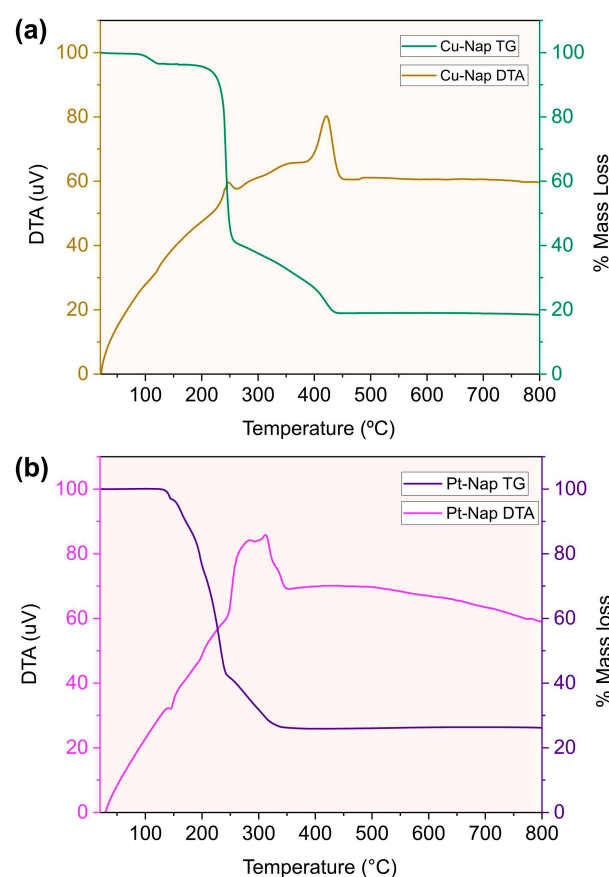 (a)
Cu-Nap TG
Cu-Nap DTA
DTA (uV)
% Mass Loss
0
20
40
60
80
100
0
20
40
60
80
100
100 200 300 400 500 600 700 800
Temperature (ºC)
(b)
Pt-Nap TG
Pt-Nap DTA
DTA (uV)
% Mass loss
0
20
40
60
80
100
0
20
40
60
80
100
100 200 300 400 500 600 700 800
Temperature (°C)